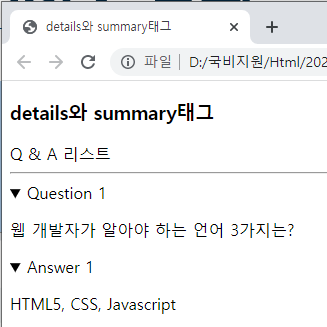 details와 summary태그
파일 | D:/국비지원/Html/202
details와 summary태그
Q & A 리스트
▼ Question 1
웹 개발자가 알아야 하는 언어 3가지는?
▼ Answer 1
HTML5, CSS, Javascript